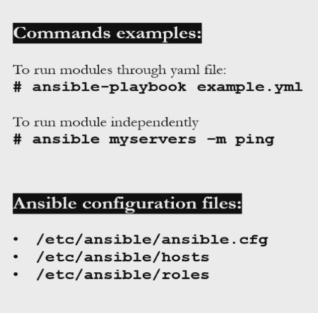 Commands examples:
To run modules through yaml file:
# ansible-playbook example.yml
To run module independently
# ansible myservers –m ping
Ansible configuration files:
• /etc/ansible/ansible.cfg
• /etc/ansible/hosts
• /etc/ansible/roles